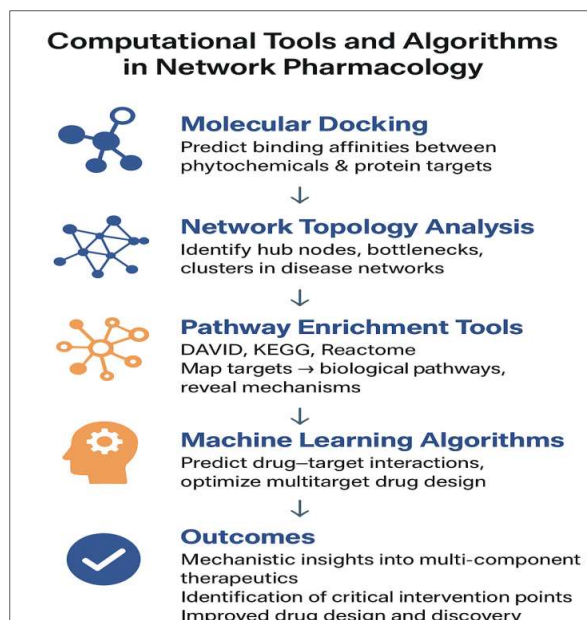 Computational Tools and Algorithms
in Network Pharmacology
Molecular Docking
Predict binding affinities between
phytochemicals & protein targets
↓
Network Topology Analysis
Identify hub nodes, bottlenecks,
clusters in disease networks
↓
Pathway Enrichment Tools
DAVID, KEGG, Reactome
Map targets → biological pathways,
reveal mechanisms
↓
Machine Learning Algorithms
Predict drug–target interactions,
optimize multitarget drug design
↓
Outcomes
Mechanistic insights into multi-component
therapeutics
Identification of critical intervention points
Improved drug design and discovery